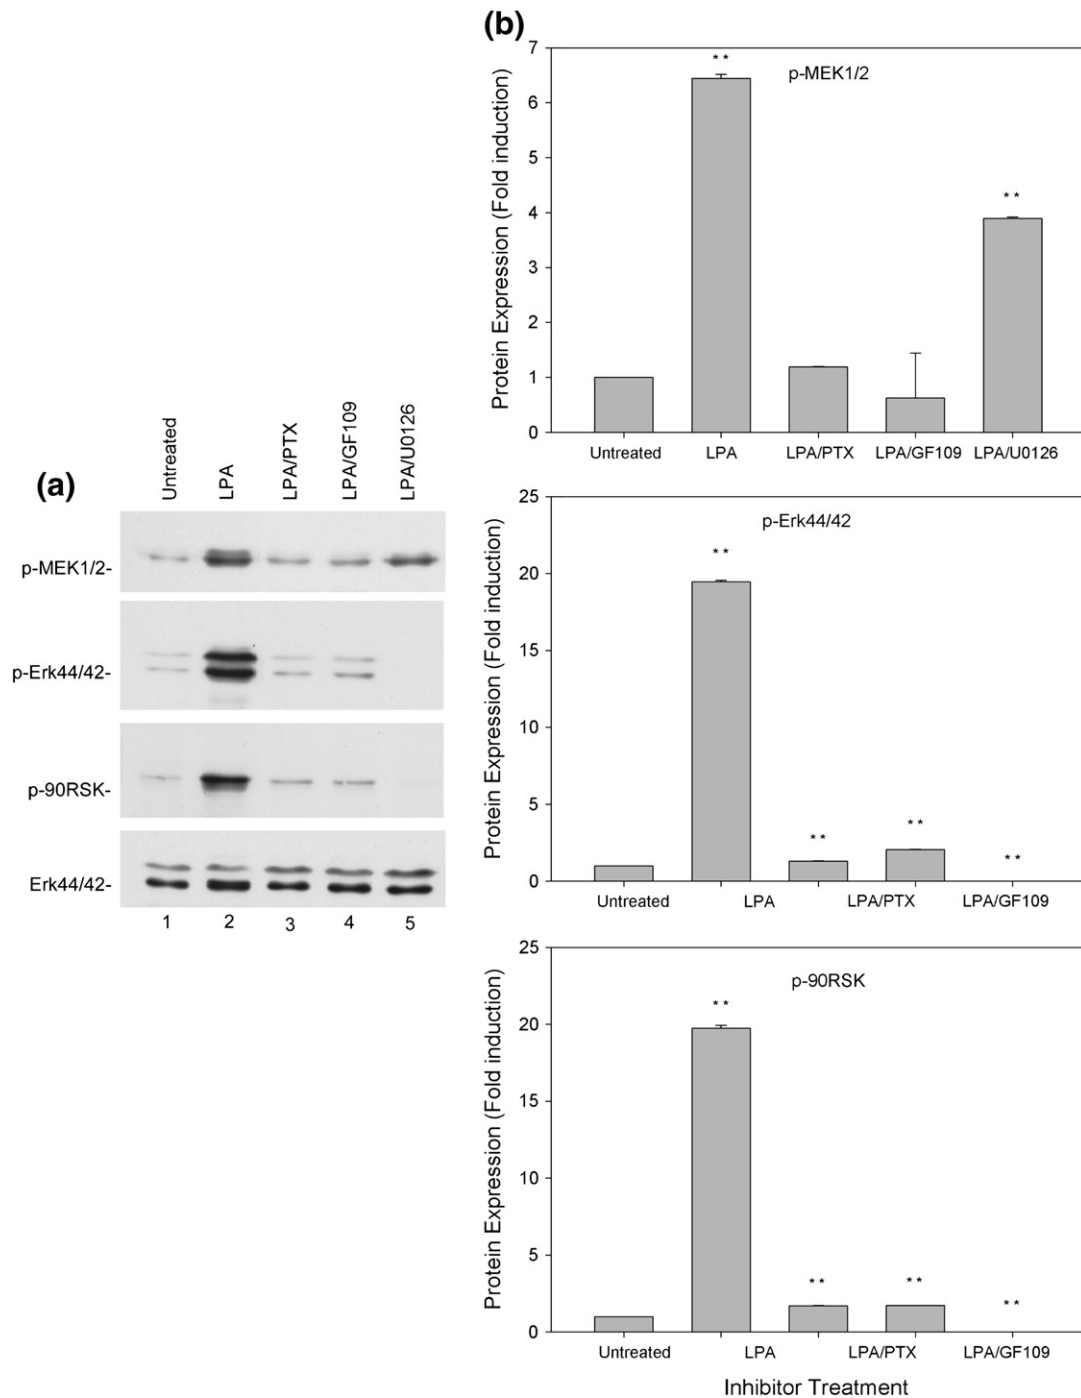 (a)
Untreated
LPA
LPA/PTX
LPA/GF109
LPA/U0126
p-MEK1/2-
p-Erk44/42-
p-90RSK-
Erk44/42-
1 2 3 4 5
(b)
p-MEK1/2
Protein Expression (Fold induction)
7
6
5
4
3
2
1
0
** 
**
Untreated LPA LPA/PTX LPA/GF109 LPA/U0126
p-Erk44/42
Protein Expression (Fold induction)
25
20
15
10
5
0
**
**
**
**
Untreated LPA LPA/PTX LPA/GF109
p-90RSK
Protein Expression (Fold induction)
25
20
15
10
5
0
**
**
**
**
Untreated LPA LPA/PTX LPA/GF109
Inhibitor Treatment